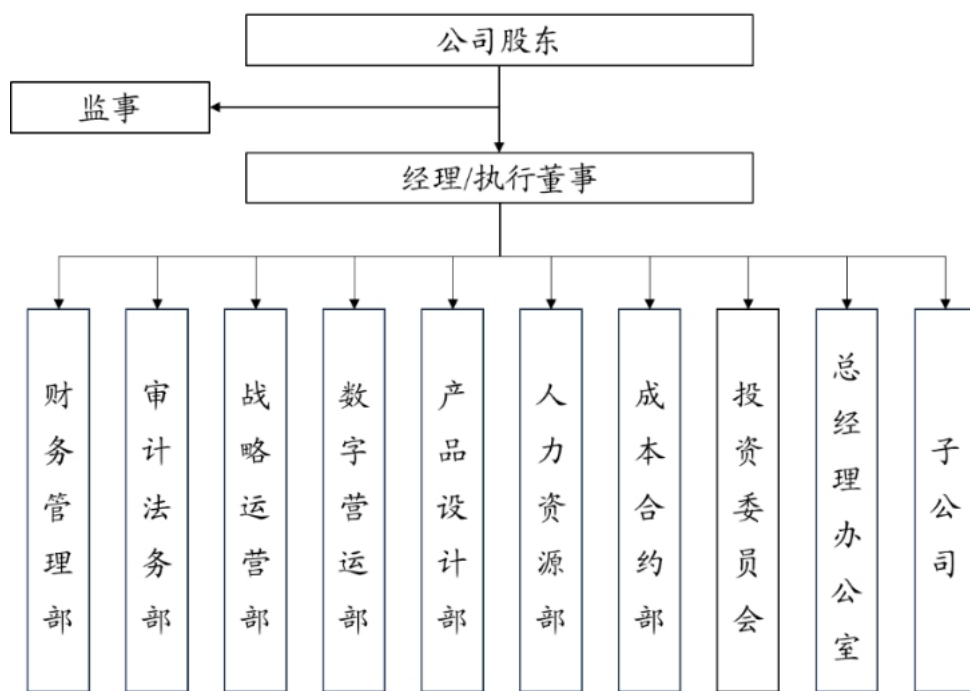 公司股东
监事
经理/执行董事
财务管理部
审计法务部
战略运营部
数字营运部
产品设计部
人力资源部
成本合约部
投资委员会
总经理办公室
子公司